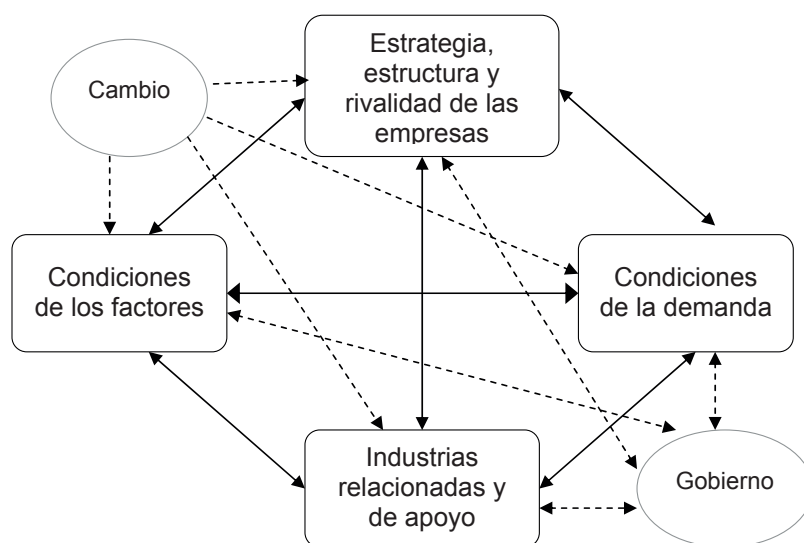 Estrategia,
estructura y
rivalidad de las
empresas
Cambio
Condiciones
de los factores
Condiciones
de la demanda
Industrias
relacionadas y
de apoyo
Gobierno